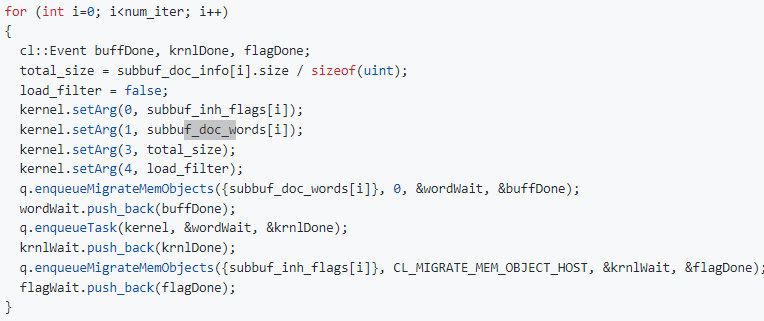 for (int i=0; i<num_iter; i++)
{
  cl::Event buffDone, krnlDone, flagDone;
  total_size = subbuf_doc_info[i].size / sizeof(uint);
  load_filter = false;
  kernel.setArg(0, subbuf_inh_flags[i]);
  kernel.setArg(1, subbuf_doc_words[i]);
  kernel.setArg(3, total_size);
  kernel.setArg(4, load_filter);
  q.enqueueMigrateMemObjects({subbuf_doc_words[i]}, 0, &wordWait, &buffDone);
  wordWait.push_back(buffDone);
  q.enqueueTask(kernel, &wordWait, &krnlDone);
  krnlWait.push_back(krnlDone);
  q.enqueueMigrateMemObjects({subbuf_inh_flags[i]}, CL_MIGRATE_MEM_OBJECT_HOST, &krnlWait, &flagDone);
  flagWait.push_back(flagDone);
}